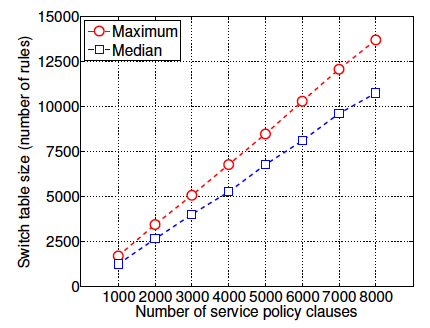 15000
12500
10000
7500
5000
2500
0
Switch table size (number of rules)
Maximum
Median
1000 2000 3000 4000 5000 6000 7000 8000
Number of service policy clauses